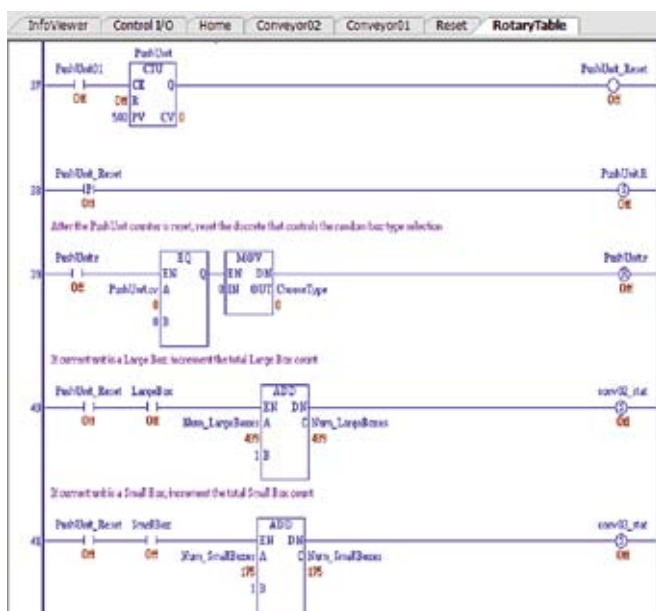 InfoViewer Control I/O Home Conveyor02 Conveyor01 Reset RotaryTable
PushUnit
PushUnit01 CTU PushUnit_Reset
37 CE Q
Off Off R Off
500 PV CV 0
PushUnit_Reset PushUnitR
38 P S
Off Off
After the PushUnit counter is reset, reset the discrete that controls the random box type selection
PushUnitr EQ MOV PushUnitr
39 EN Q EN DN R
Off PushUnit.cv A 0 IN OUT ChooseType Off
0 0
0 B
If current unit is a Large Box, increment the total Large Box count
PushUnit_Reset LargeBox ADD conv02_stat
40 EN DN S
Off Off Num_LargeBoxes A C Num_LargeBoxes Off
1 B
If current unit is a Small Box, increment the total Small Box count
PushUnit_Reset SmallBox ADD conv03_stat
41 EN DN S
Off Off Num_SmallBoxes A C Num_SmallBoxes Off
175 175
1 B